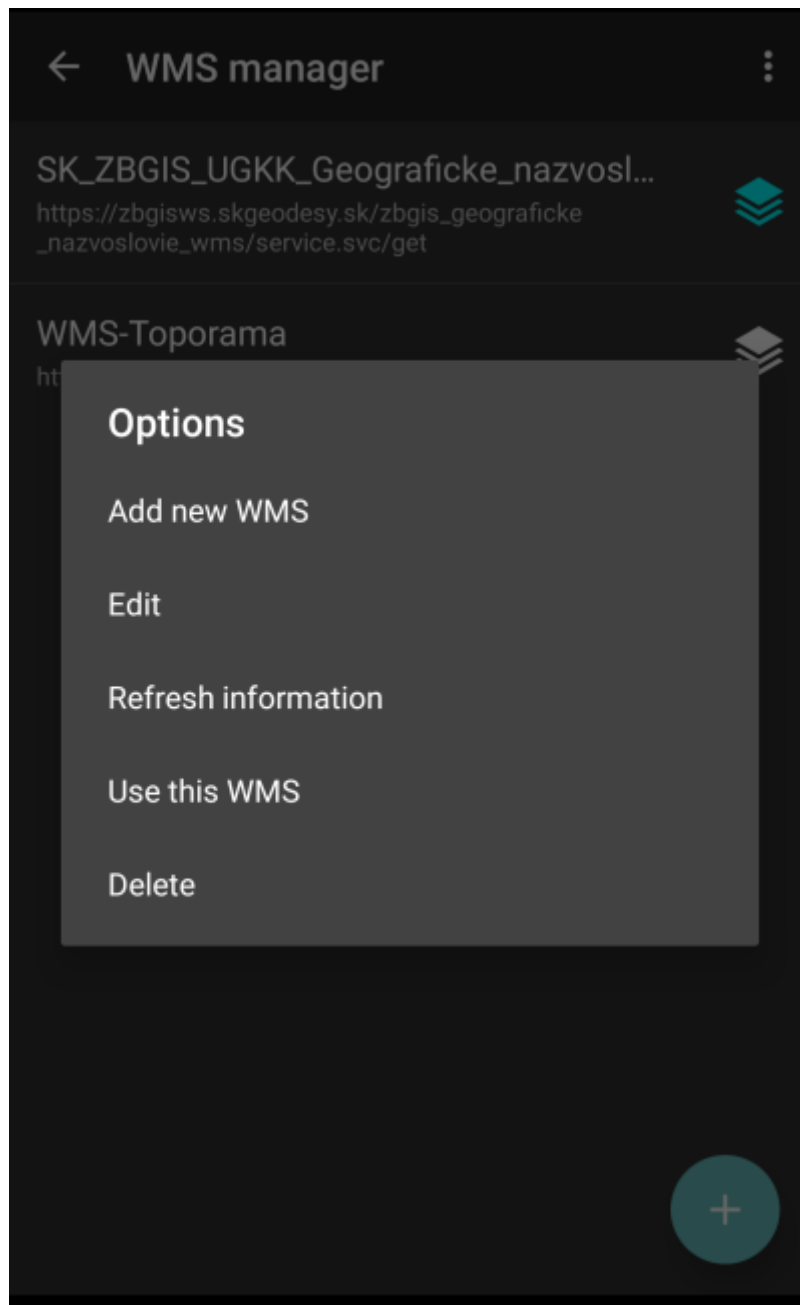 WMS manager
SK_ZBGIS_UGKK_Geograficke_nazvosl...
https://zbgisws.skgeodesy.sk/zbgis_geograficke
_nazvoslovie_wms/service.svc/get
WMS-Toporama
Options
Add new WMS
Edit
Refresh information
Use this WMS
Delete